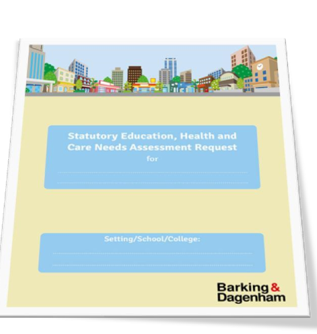 Statutory Education, Health and
Care Needs Assessment Request
for
Setting/School/College:
Barking &
Dagenham